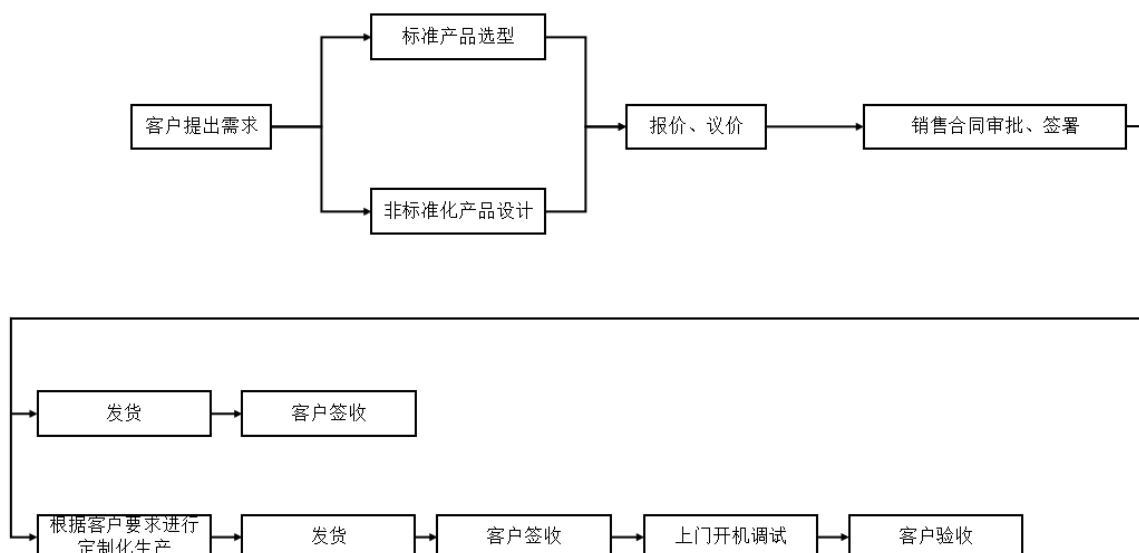 标准产品选型
客户提出需求
报价、议价
销售合同审批、签署
非标准化产品设计
发货
客户签收
根据客户要求进行
定制化生产
发货
客户签收
上门开机调试
客户验收